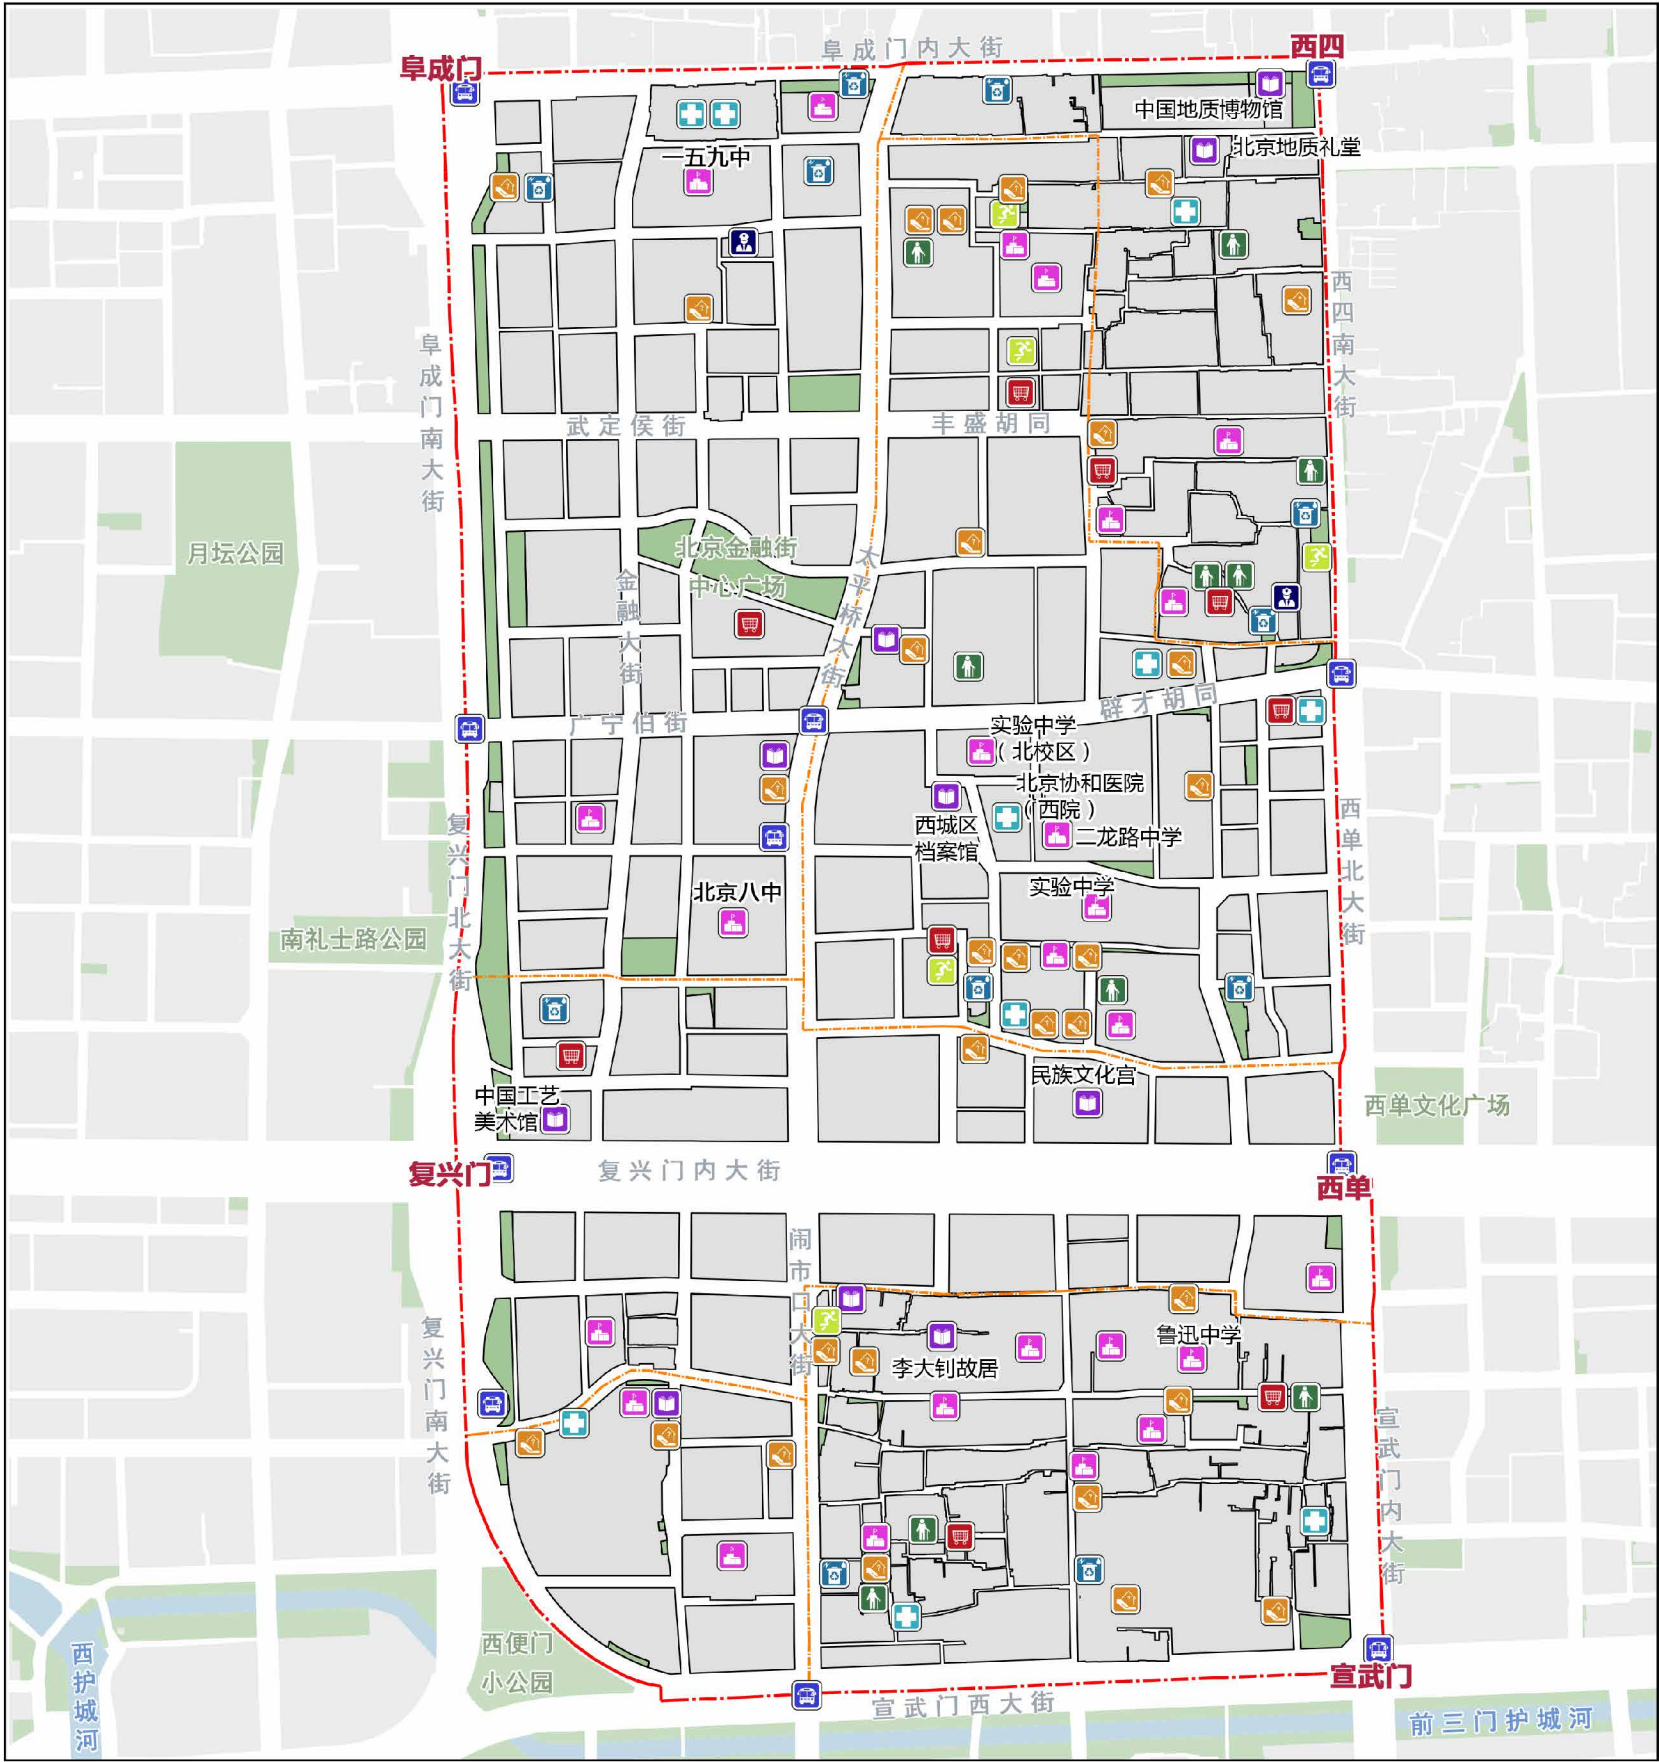 阜成门内大街
西四
阜成门
中国地质博物馆
北京地质礼堂
一五九中
西四南大街
阜成门南大街
武定侯街
丰盛胡同
月坛公园
北京金融街
中心广场
太平桥大街
金融大街
辟才胡同
广宁伯街
实验中学
（北校区）
北京协和医院
（西院）
西城区
档案馆
二龙路中学
西单北大街
复兴门北大街
北京八中
实验中学
南礼士路公园
民族文化宫
中国工艺
美术馆
西单文化广场
复兴门
复兴门内大街
西单
闹市口大街
复兴门南大街
鲁迅中学
李大钊故居
宣武门内大街
西便门
小公园
西护城河
宣武门
宣武门西大街
前三门护城河